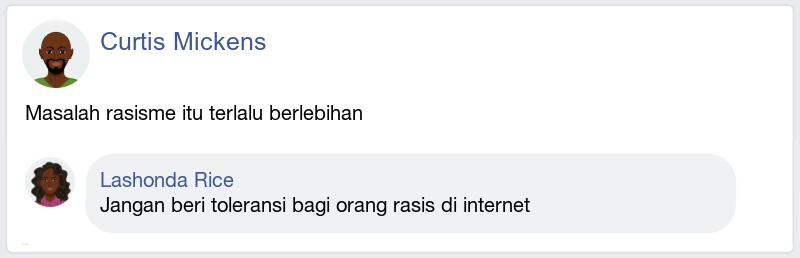 Curtis Mickens
Masalah rasisme itu terlalu berlebihan
Lashonda Rice
Jangan beri toleransi bagi orang rasis di internet